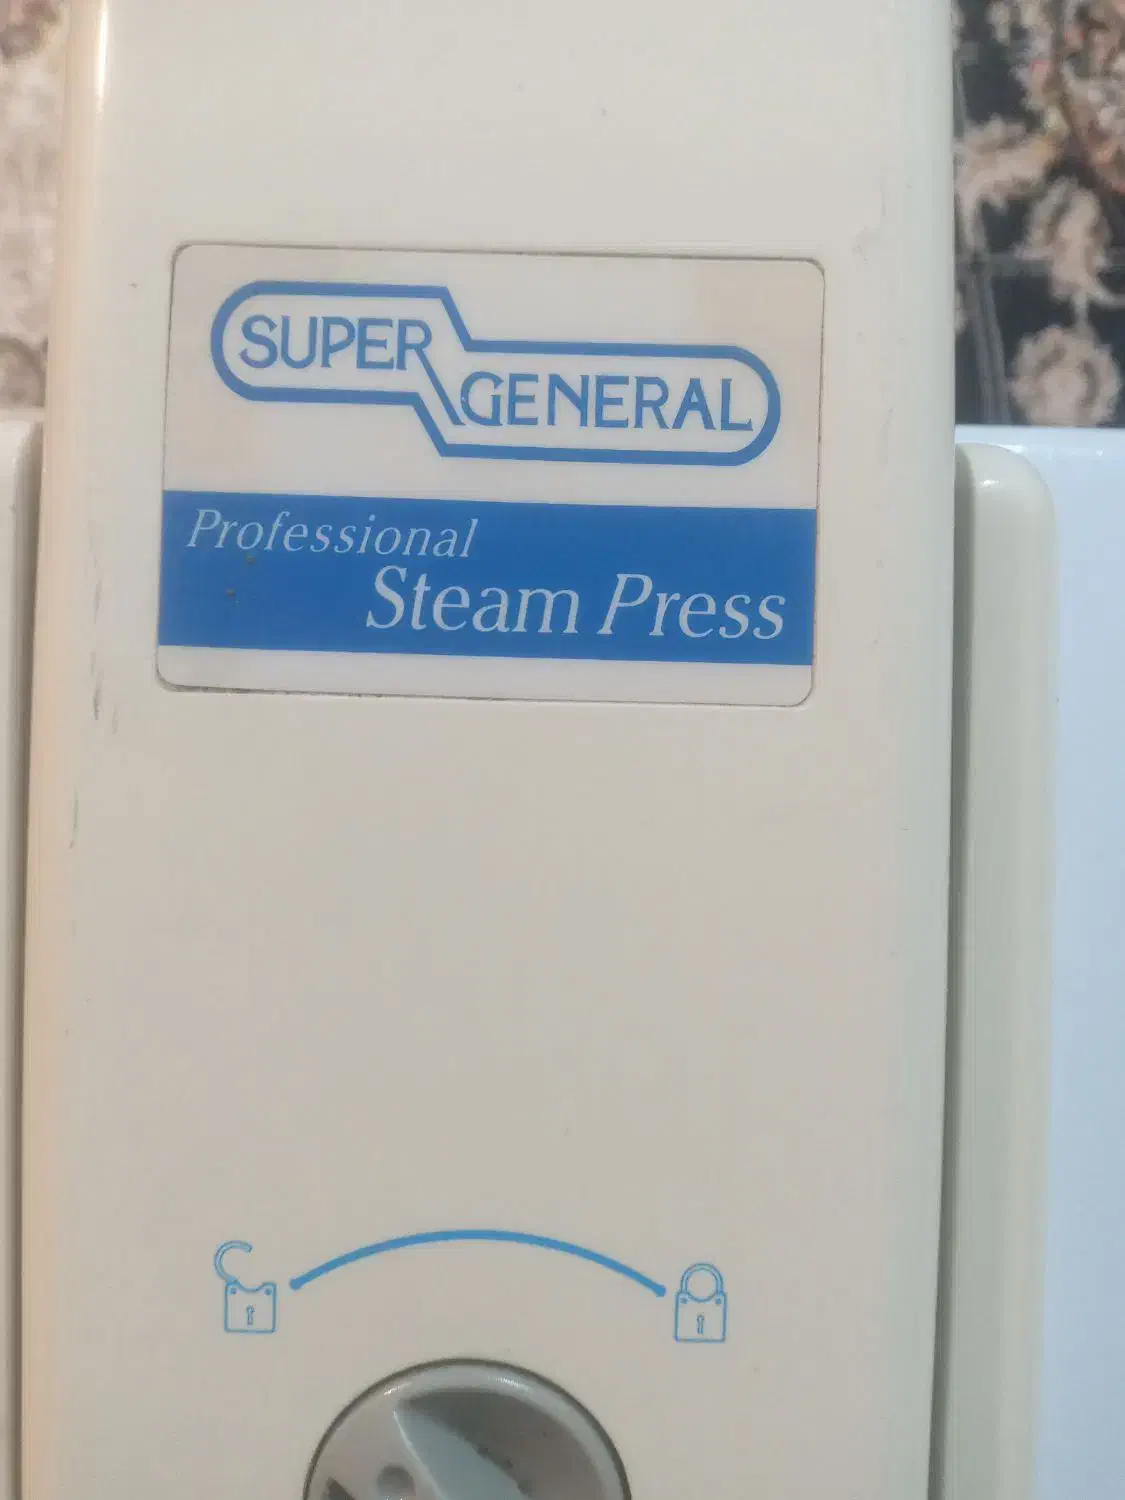 SUPER
GENERAL
Professional
Steam Press